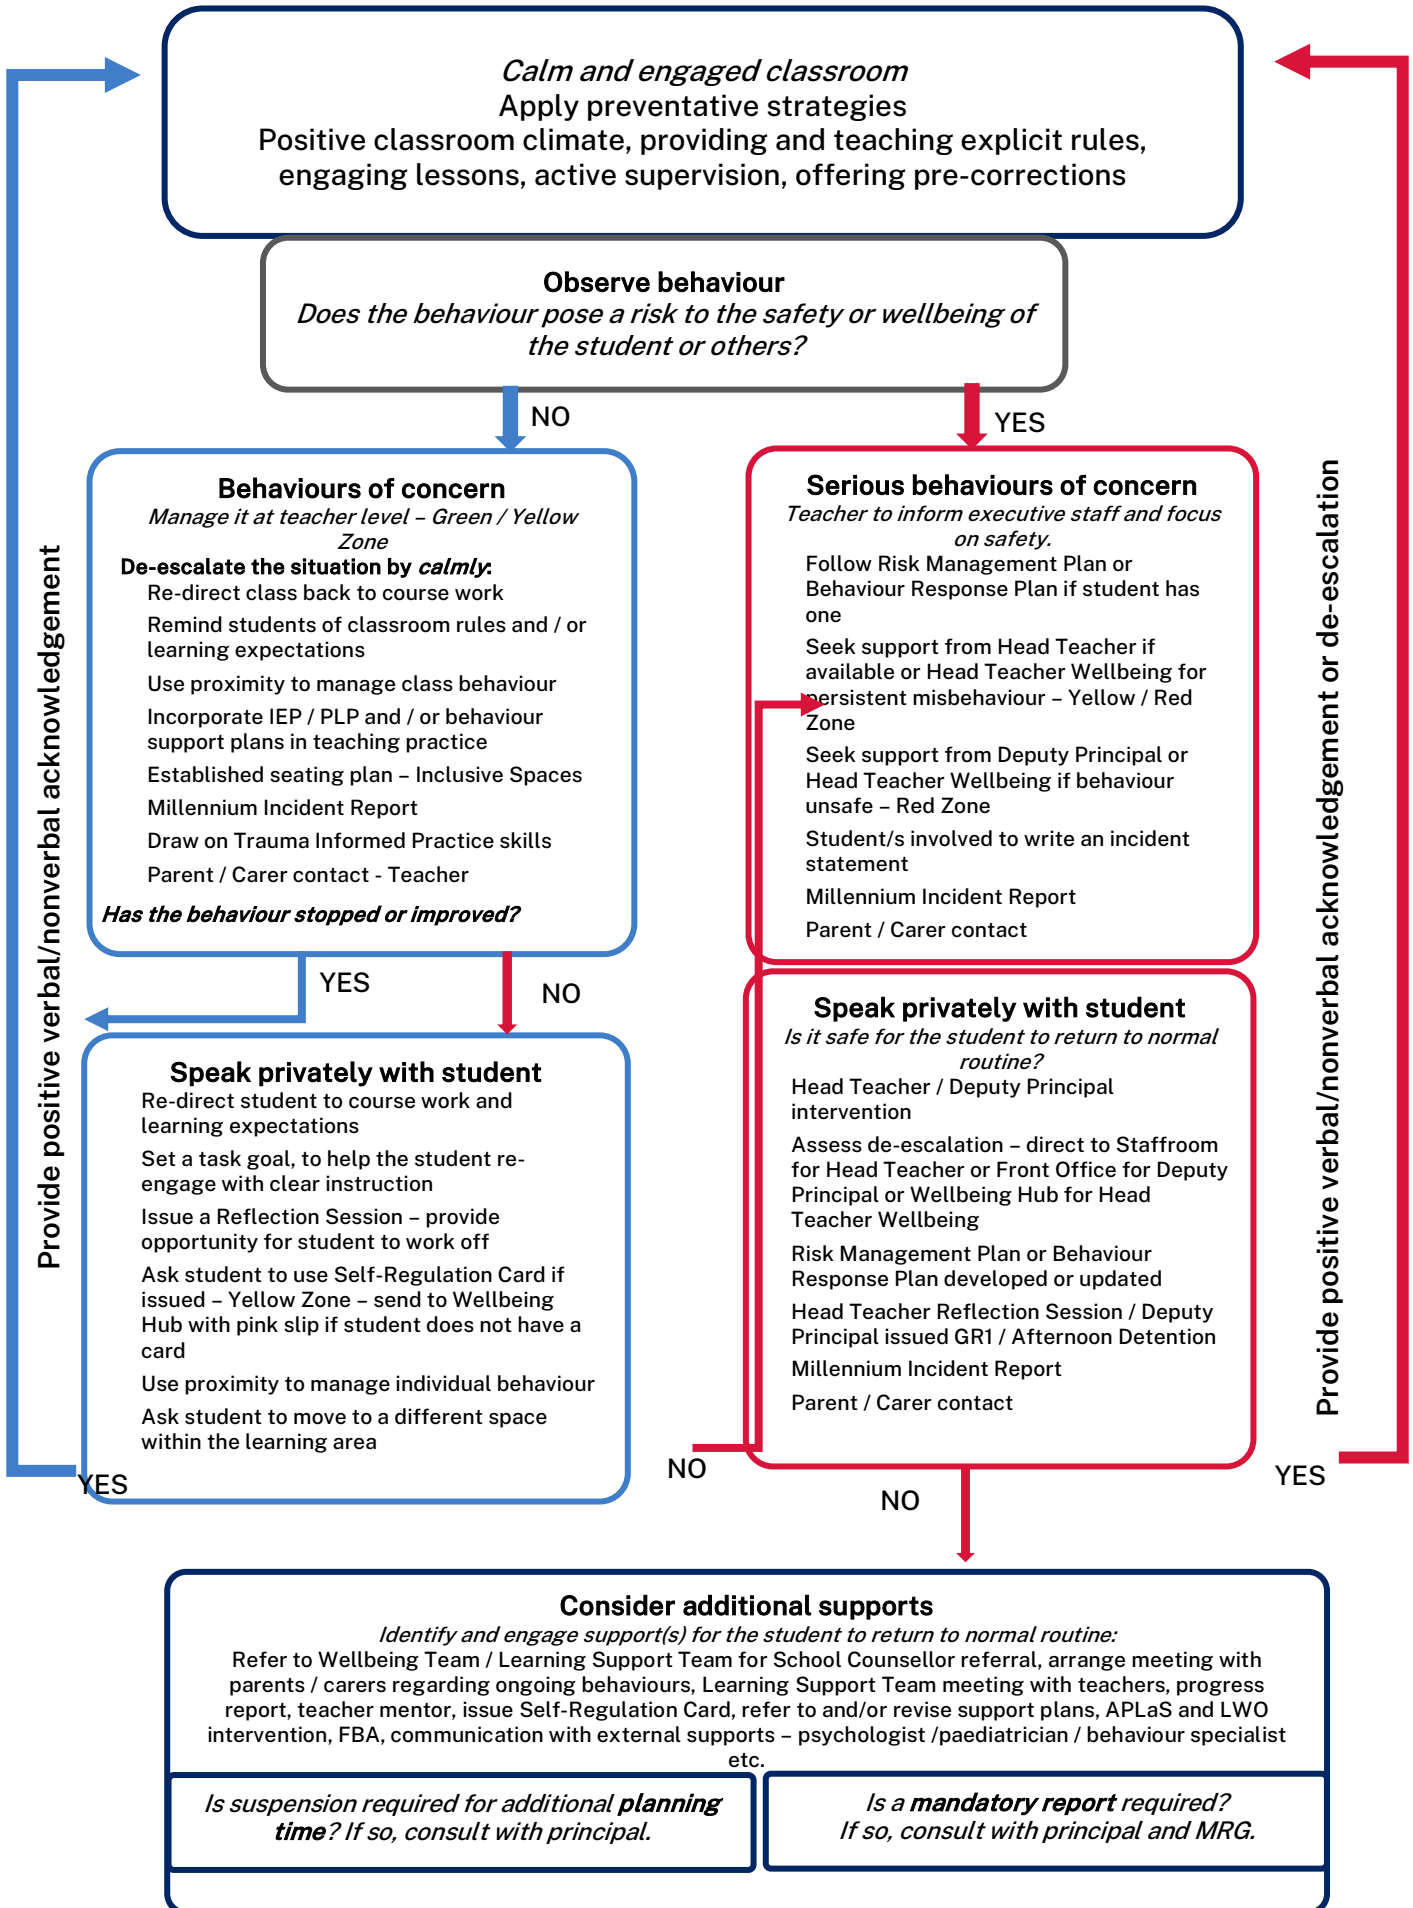 Calm and engaged classroom
Apply preventative strategies
Positive classroom climate, providing and teaching explicit rules,
engaging lessons, active supervision, offering pre-corrections
Observe behaviour
Does the behaviour pose a risk to the safety or wellbeing of
the student or others?
NO
YES
Behaviours of concern
Manage it at teacher level – Green / Yellow
Zone
De-escalate the situation by calmly:
Re-direct class back to course work
Remind students of classroom rules and / or
learning expectations
Use proximity to manage class behaviour
Incorporate IEP / PLP and / or behaviour
support plans in teaching practice
Established seating plan – Inclusive Spaces
Millennium Incident Report
Draw on Trauma Informed Practice skills
Parent / Carer contact - Teacher
Has the behaviour stopped or improved?
YES
NO
Speak privately with student
Re-direct student to course work and
learning expectations
Set a task goal, to help the student re-
engage with clear instruction
Issue a Reflection Session – provide
opportunity for student to work off
Ask student to use Self-Regulation Card if
issued – Yellow Zone – send to Wellbeing
Hub with pink slip if student does not have a
card
Use proximity to manage individual behaviour
Ask student to move to a different space
within the learning area
YES
Provide positive verbal/nonverbal acknowledgement
Serious behaviours of concern
Teacher to inform executive staff and focus
on safety.
Follow Risk Management Plan or
Behaviour Response Plan if student has
one
Seek support from Head Teacher if
available or Head Teacher Wellbeing for
persistent misbehaviour – Yellow / Red
Zone
Seek support from Deputy Principal or
Head Teacher Wellbeing if behaviour
unsafe – Red Zone
Student/s involved to write an incident
statement
Millennium Incident Report
Parent / Carer contact
Speak privately with student
Is it safe for the student to return to normal
routine?
Head Teacher / Deputy Principal
intervention
Assess de-escalation – direct to Staffroom
for Head Teacher or Front Office for Deputy
Principal or Wellbeing Hub for Head
Teacher Wellbeing
Risk Management Plan or Behaviour
Response Plan developed or updated
Head Teacher Reflection Session / Deputy
Principal issued GR1 / Afternoon Detention
Millennium Incident Report
Parent / Carer contact
NO
NO
YES
Provide positive verbal/nonverbal acknowledgement or de-escalation
Consider additional supports
Identify and engage support(s) for the student to return to normal routine:
Refer to Wellbeing Team / Learning Support Team for School Counsellor referral, arrange meeting with
parents / carers regarding ongoing behaviours, Learning Support Team meeting with teachers, progress
report, teacher mentor, issue Self-Regulation Card, refer to and/or revise support plans, APLaS and LWO
intervention, FBA, communication with external supports – psychologist /paediatrician / behaviour specialist
etc.
Is suspension required for additional planning
time? If so, consult with principal.
Is a mandatory report required?
If so, consult with principal and MRG.